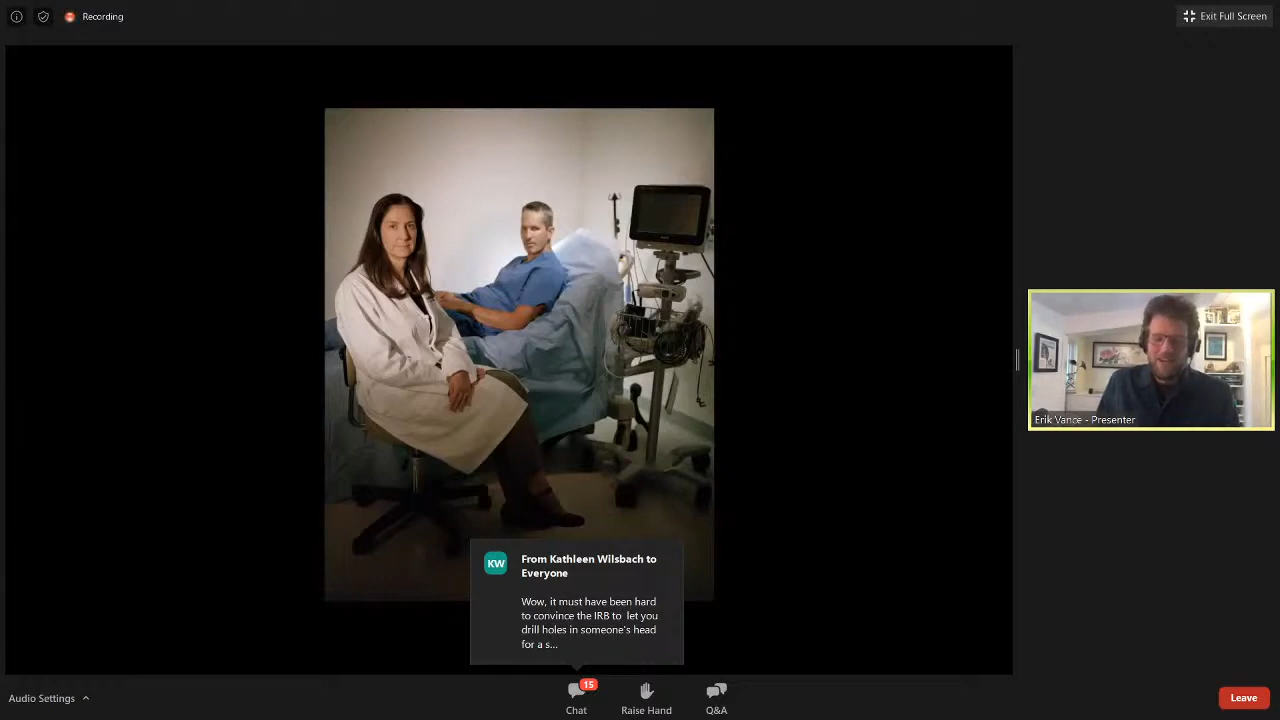 Recording
Exit Full Screen
Erik Vance - Presenter
KW
From Kathleen Wilsbach to
Everyone
Wow, it must have been hard
to convince the IRB to let you
drill holes in someone's head
for a s...
Audio Settings
15
Chat
Raise Hand
Q&A
Leave